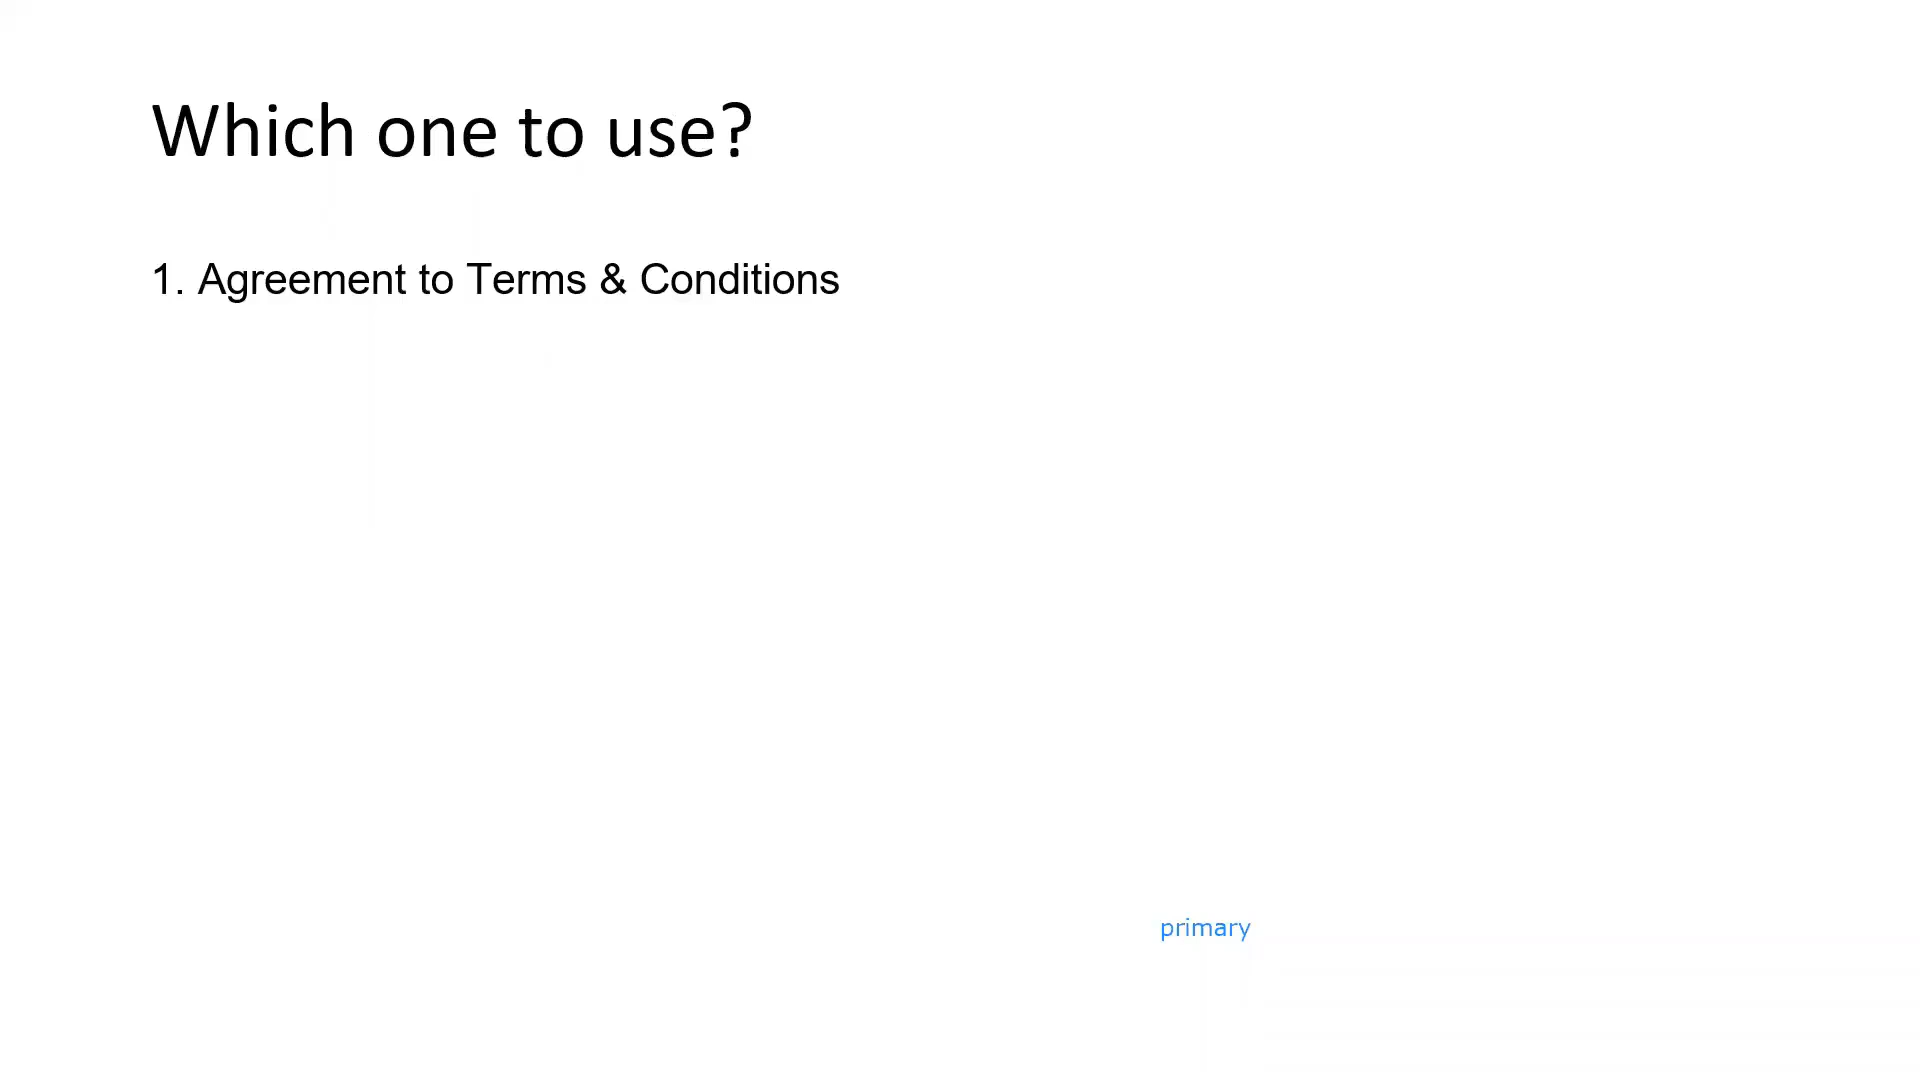 Which one to use?
1. Agreement to Terms & Conditions
primary